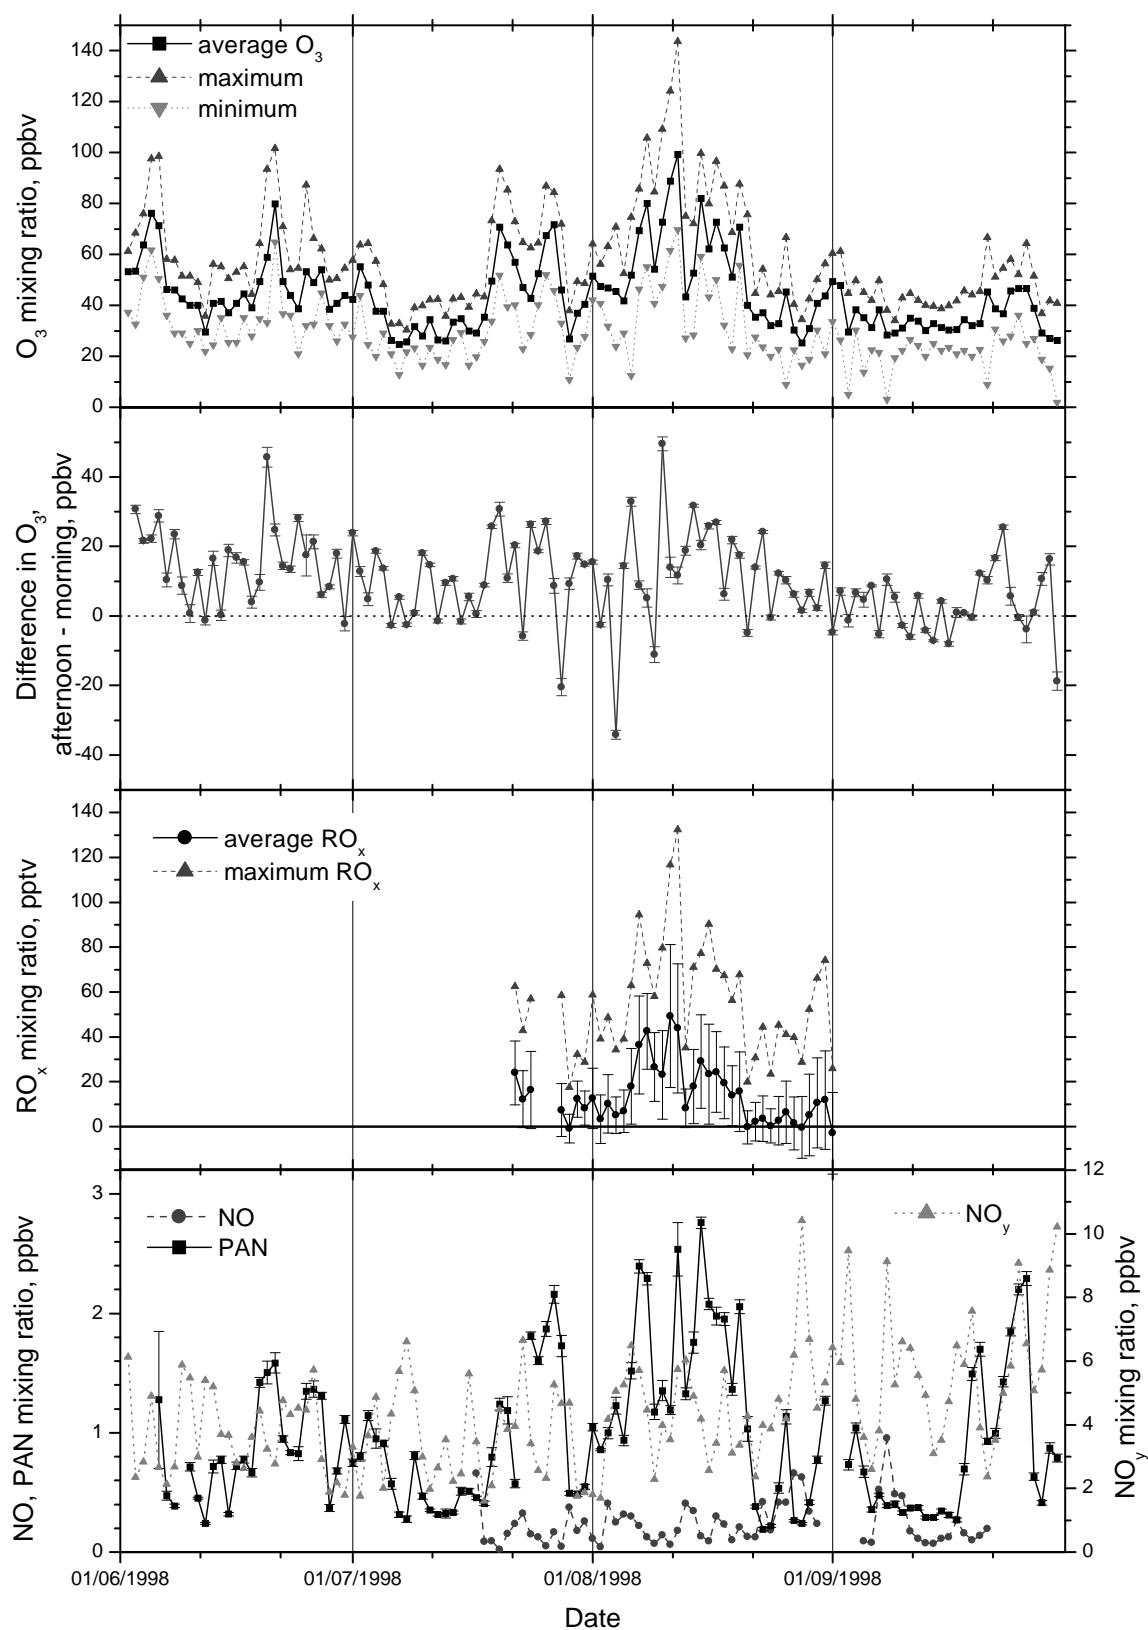 140
120
100
80
60
40
20
0
O3 mixing ratio, ppbv
average O3
maximum
minimum
40
20
0
-20
-40
Difference in O3,
afternoon - morning, ppbv
140
120
100
80
60
40
20
0
ROx mixing ratio, pptv
average ROx
maximum ROx
3
2
1
0
NO, PAN mixing ratio, ppbv
NO
PAN
NOy
12
10
8
6
4
2
0
NOy mixing ratio, ppbv
01/06/1998 01/07/1998 01/08/1998 01/09/1998
Date